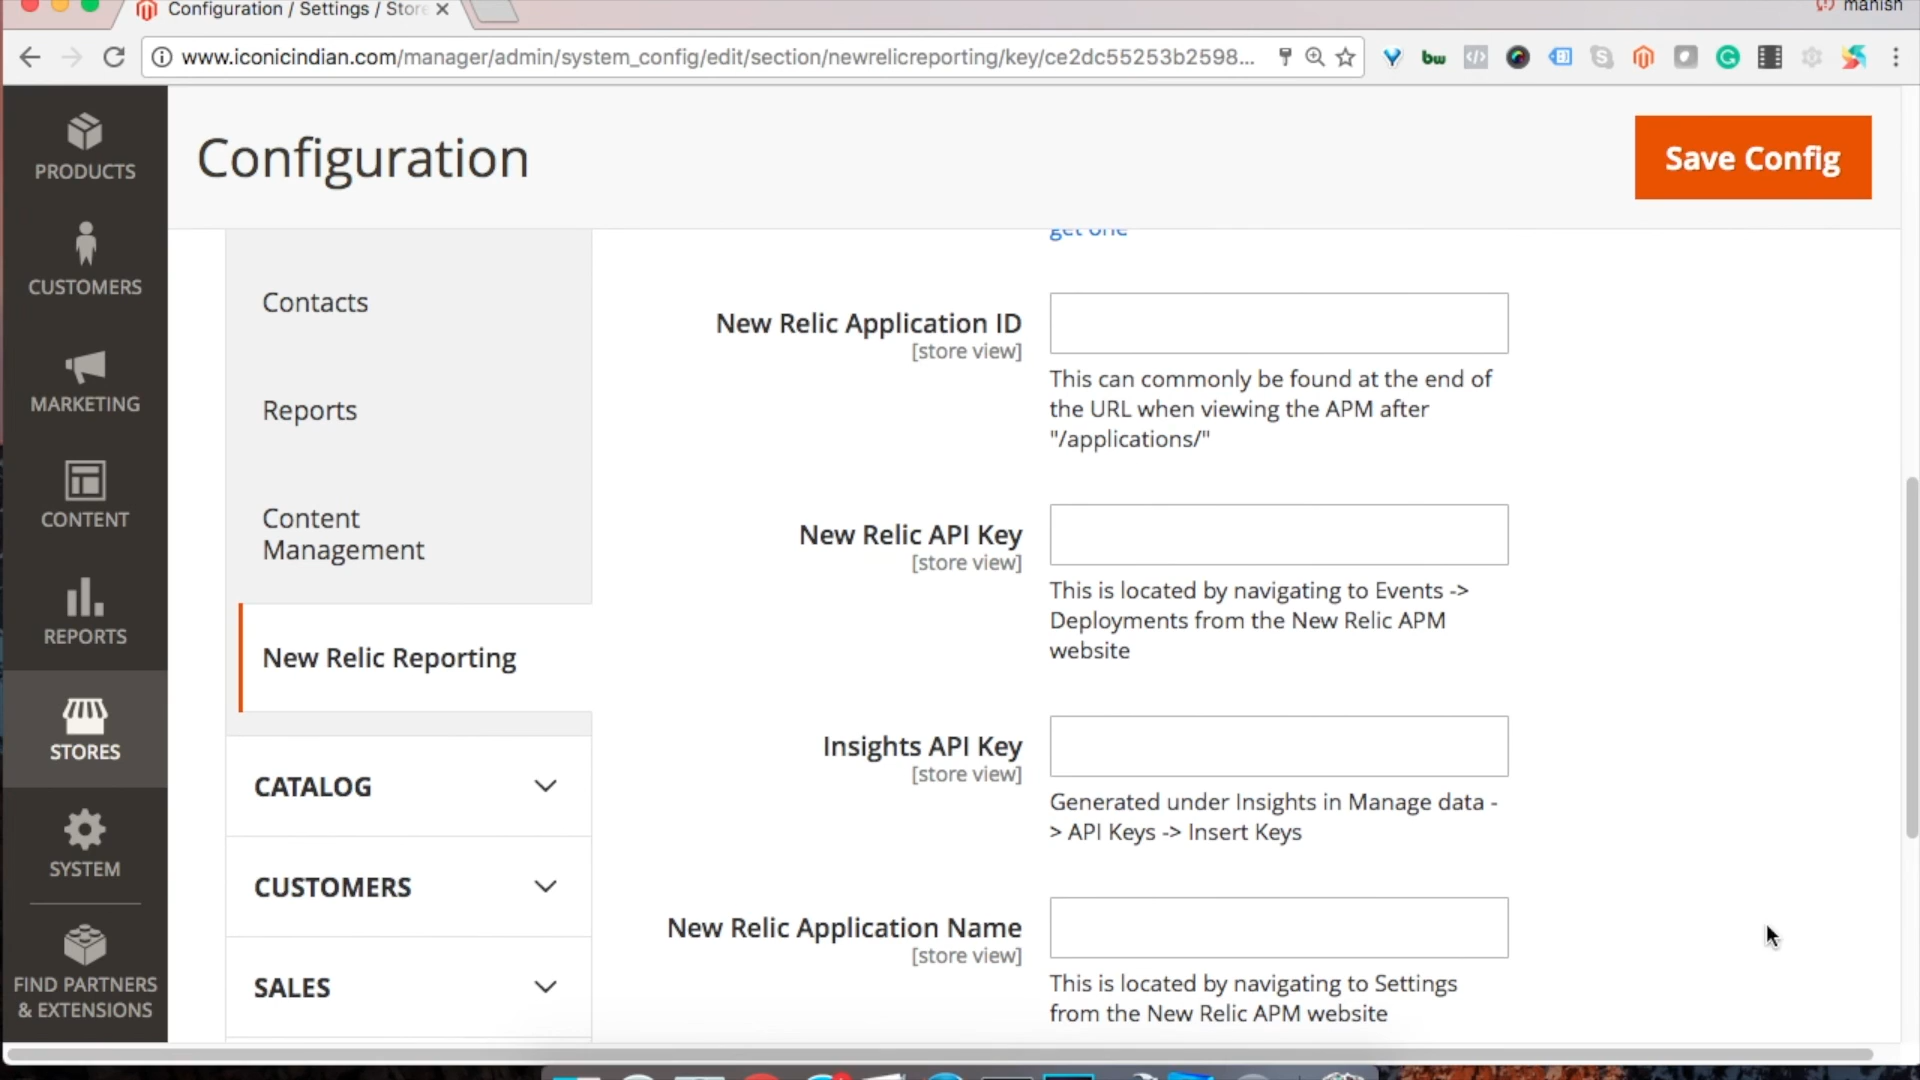 Configuration / Settings / Store
manish
www.iconicindian.com/manager/admin/system_config/edit/section/newrelicreporting/key/ce2dc55253b2598...
bw
PRODUCTS
CUSTOMERS
MARKETING
CONTENT
REPORTS
STORES
SYSTEM
FIND PARTNERS
& EXTENSIONS
Configuration
Save Config
Contacts
Reports
Content
Management
New Relic Reporting
CATALOG
CUSTOMERS
SALES
get one
New Relic Application ID
[store view]
This can commonly be found at the end of
the URL when viewing the APM after
"/applications/"
New Relic API Key
[store view]
This is located by navigating to Events ->
Deployments from the New Relic APM
website
Insights API Key
[store view]
Generated under Insights in Manage data -
> API Keys -> Insert Keys
New Relic Application Name
[store view]
This is located by navigating to Settings
from the New Relic APM website